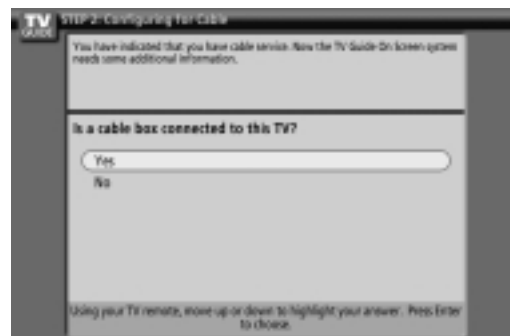 TV
GUIDE
STEP 2: Configuring for Cable
You have indicated that you have cable service. Now the TV Guide On Screen system
needs some additional information.
Is a cable box connected to this TV?
Yes
No
Using your TV remote, move up or down to highlight your answer. Press Enter
to choose.